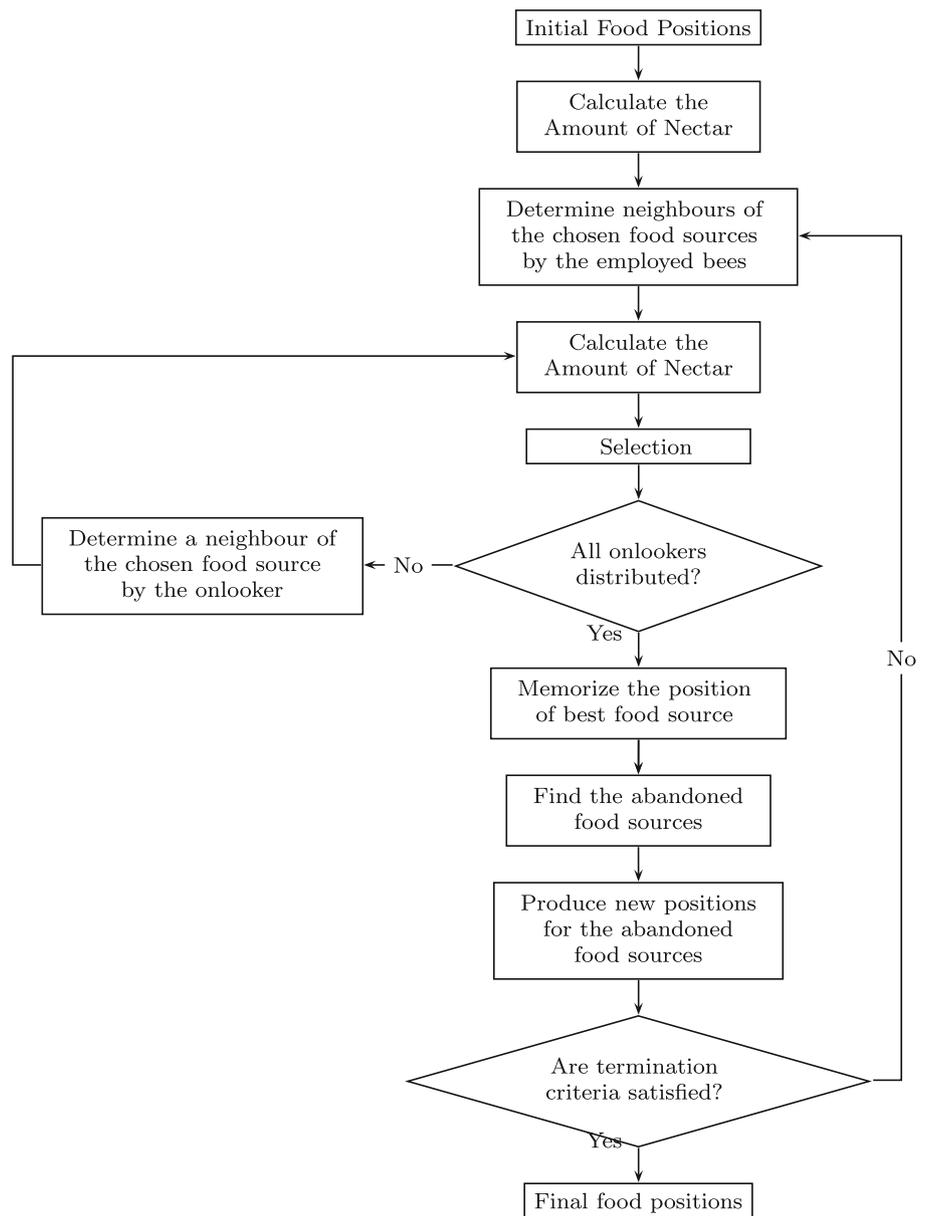 Initial Food Positions
Calculate the
Amount of Nectar
Determine neighbours of
the chosen food sources
by the employed bees
Calculate the
Amount of Nectar
Selection
All onlookers
distributed?
No
Determine a neighbour of
the chosen food source
by the onlooker
Yes
Memorize the position
of best food source
Find the abandoned
food sources
Produce new positions
for the abandoned
food sources
Are termination
criteria satisfied?
No
Yes
Final food positions